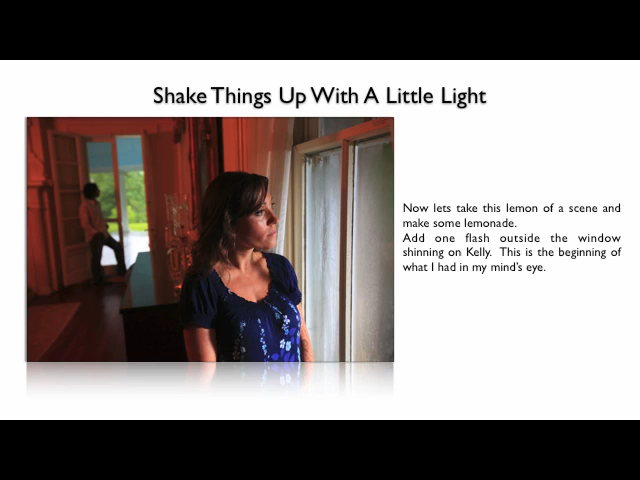 Shake Things Up With A Little Light
Now lets take this lemon of a scene and
make some lemonade.
Add one flash outside the window
shinning on Kelly. This is the beginning of
what I had in my mind's eye.